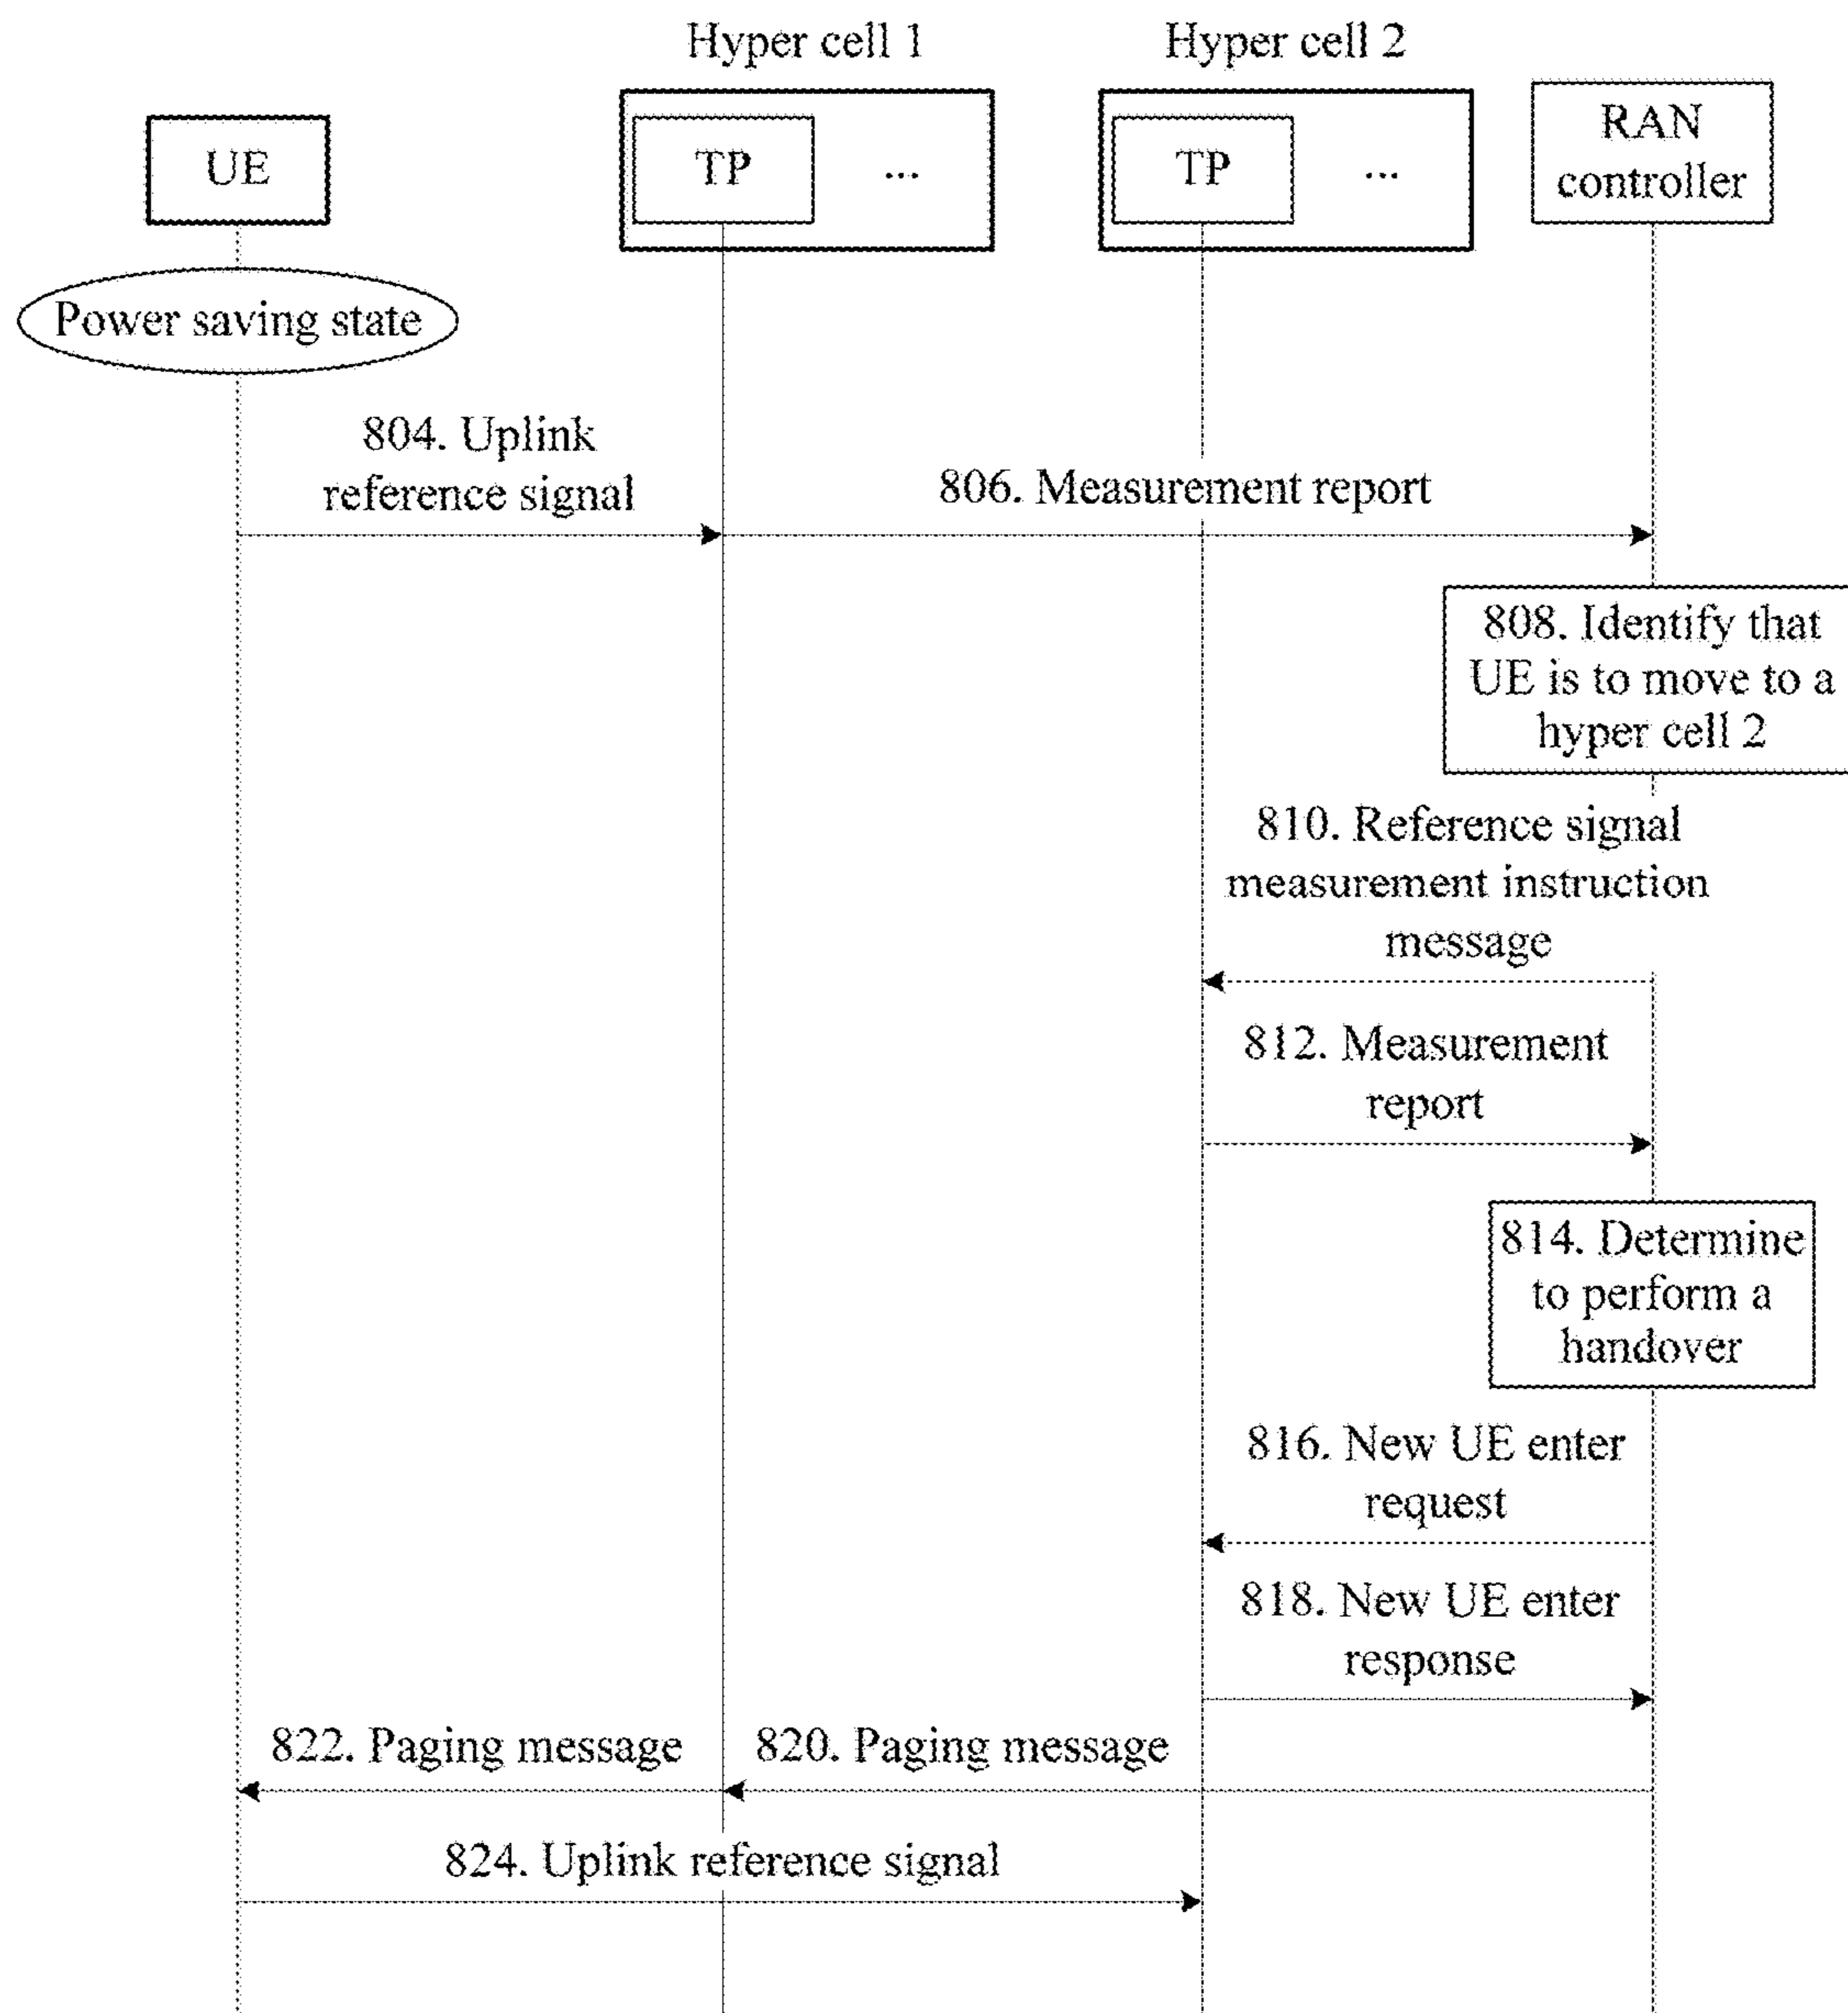 Hyper cell 1
Hyper cell 2
UE
TP
...
TP
...
RAN
controller
Power saving state
804. Uplink
reference signal
806. Measurement report
808. Identify that
UE is to move to a
hyper cell 2
810. Reference signal
measurement instruction
message
812. Measurement
report
814. Determine
to perform a
handover
816. New UE enter
request
818. New UE enter
response
822. Paging message
820. Paging message
824. Uplink reference signal